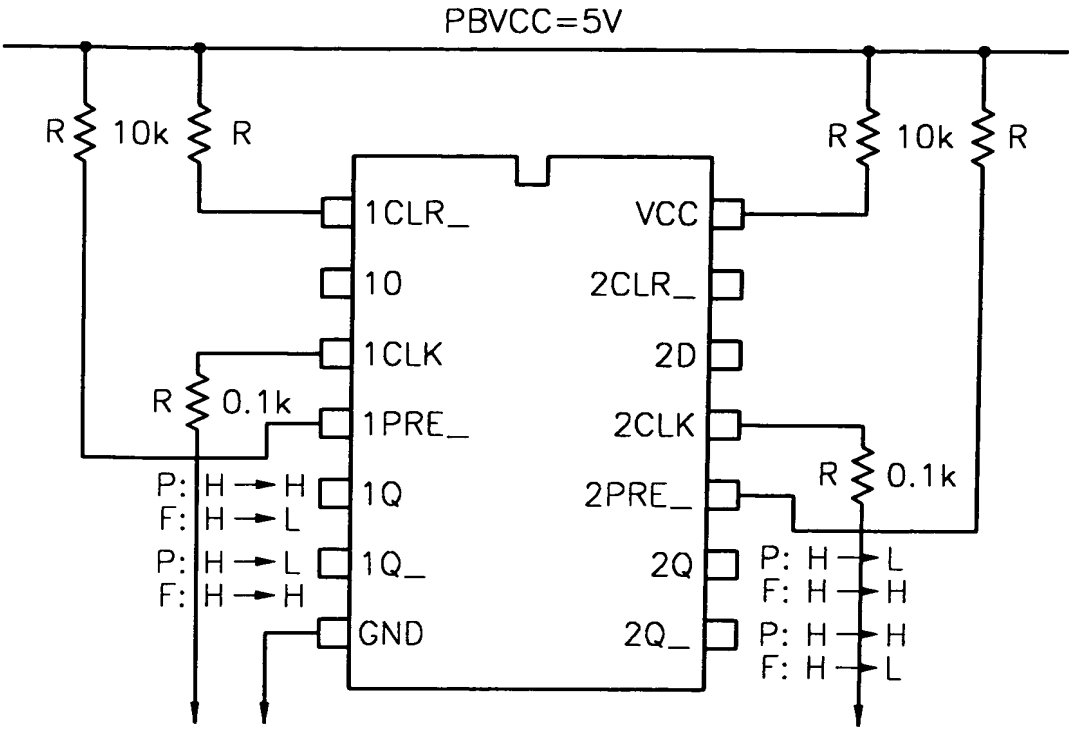 PBVCC=5V
R 10k R
R 10k R
1CLR_
VCC
10
2CLR_
1CLK
2D
R 0.1k
1PRE_
2CLK
P: H → H
1Q
2PRE_
R 0.1k
F: H → L
P: H → L
1Q_
2Q
P: H → L
F: H → H
F: H → H
GND
2Q_
P: H → H
F: H → L